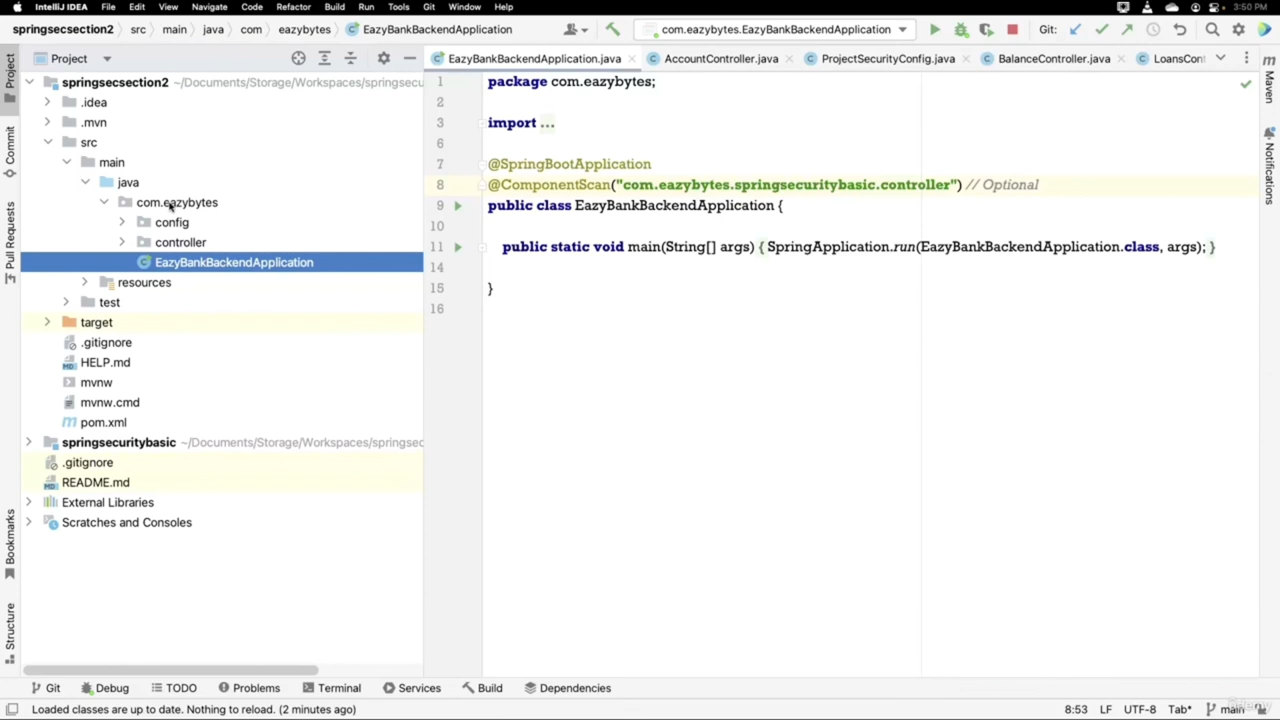 IntelliJ IDEA File Edit View Navigate Code Refactor Build Run Tools Git Window Help 3:50 PM
springsecsection2 src main java com eazybytes EazyBankBackendApplication com.eazybytes.EazyBankBackendApplication Git:
Project
EazyBankBackendApplication.java AccountController.java ProjectSecurityConfig.java BalanceController.java LoansCont
springsecsection2 ~/Documents/Storage/Workspaces/springsecu
.idea
.mvn
src
main
java
com.eazybytes
config
controller
EazyBankBackendApplication
resources
test
target
.gitignore
HELP.md
mvnw
mvnw.cmd
pom.xml
springsecuritybasic ~/Documents/Storage/Workspaces/springsec
.gitignore
README.md
External Libraries
Scratches and Consoles
1 package com.eazybytes;
2
3 import ...
6
7 @SpringBootApplication
8 @ComponentScan("com.eazybytes.springsecuritybasic.controller") // Optional
9 public class EazyBankBackendApplication {
10
11 public static void main(String[] args) { SpringApplication.run(EazyBankBackendApplication.class, args); }
14
15 }
16
Project
Commit
Pull Requests
Bookmarks
Structure
Maven
Notifications
Git Debug TODO Problems Terminal Services Build Dependencies
Loaded classes are up to date. Nothing to reload. (2 minutes ago) 8:53 LF UTF-8 Tab* main